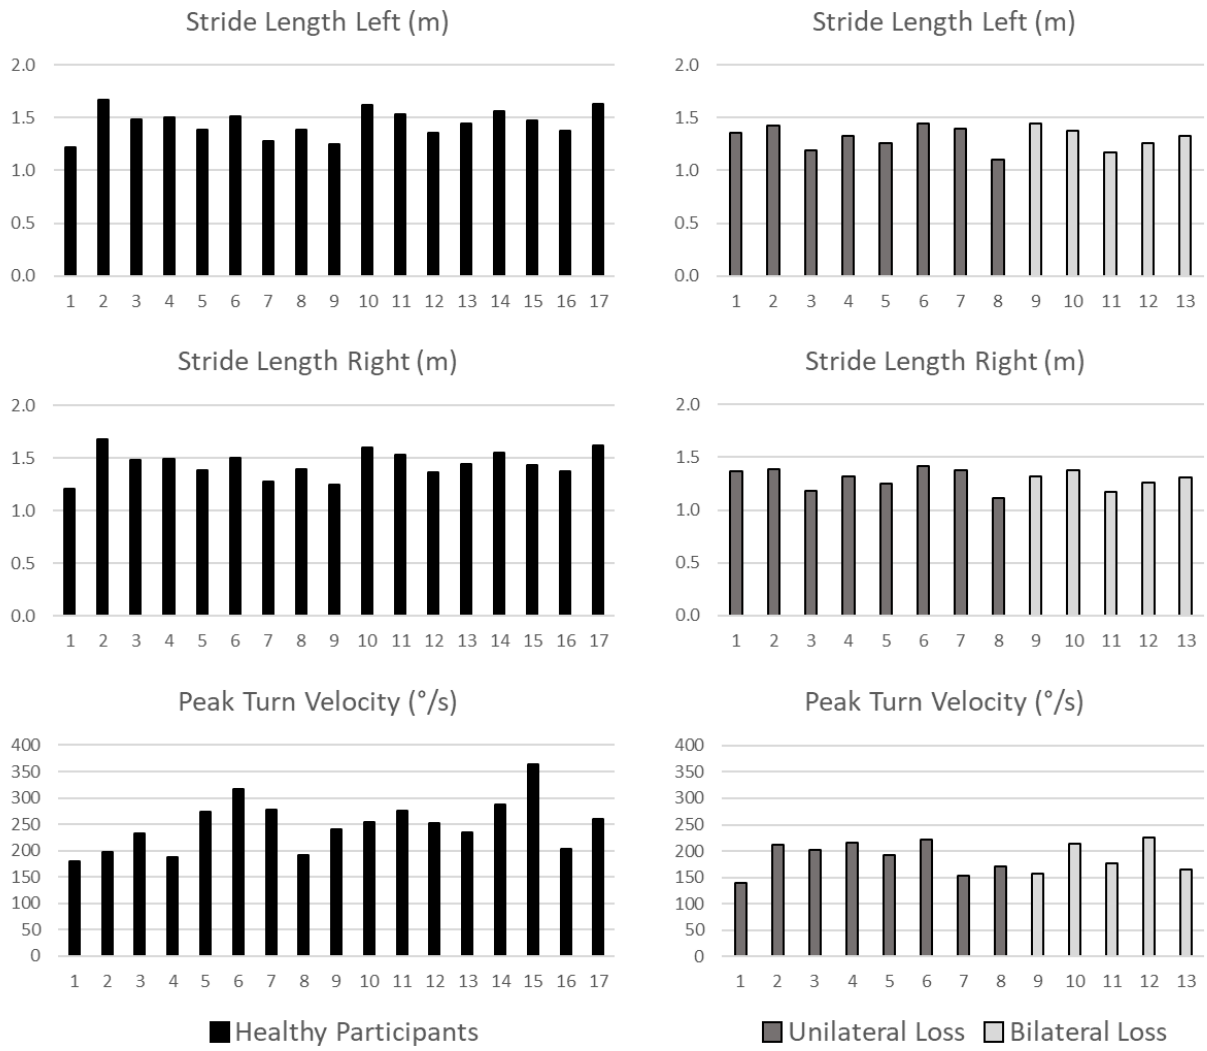 Stride Length Left (m)
2.0
1.5
1.0
0.5
0.0
1 2 3 4 5 6 7 8 9 10 11 12 13 14 15 16 17
Stride Length Left (m)
2.0
1.5
1.0
0.5
0.0
1 2 3 4 5 6 7 8 9 10 11 12 13
Stride Length Right (m)
2.0
1.5
1.0
0.5
0.0
1 2 3 4 5 6 7 8 9 10 11 12 13 14 15 16 17
Stride Length Right (m)
2.0
1.5
1.0
0.5
0.0
1 2 3 4 5 6 7 8 9 10 11 12 13
Peak Turn Velocity (°/s)
400
350
300
250
200
150
100
50
0
1 2 3 4 5 6 7 8 9 10 11 12 13 14 15 16 17
Healthy Participants
Peak Turn Velocity (°/s)
400
350
300
250
200
150
100
50
0
1 2 3 4 5 6 7 8 9 10 11 12 13
Unilateral Loss Bilateral Loss